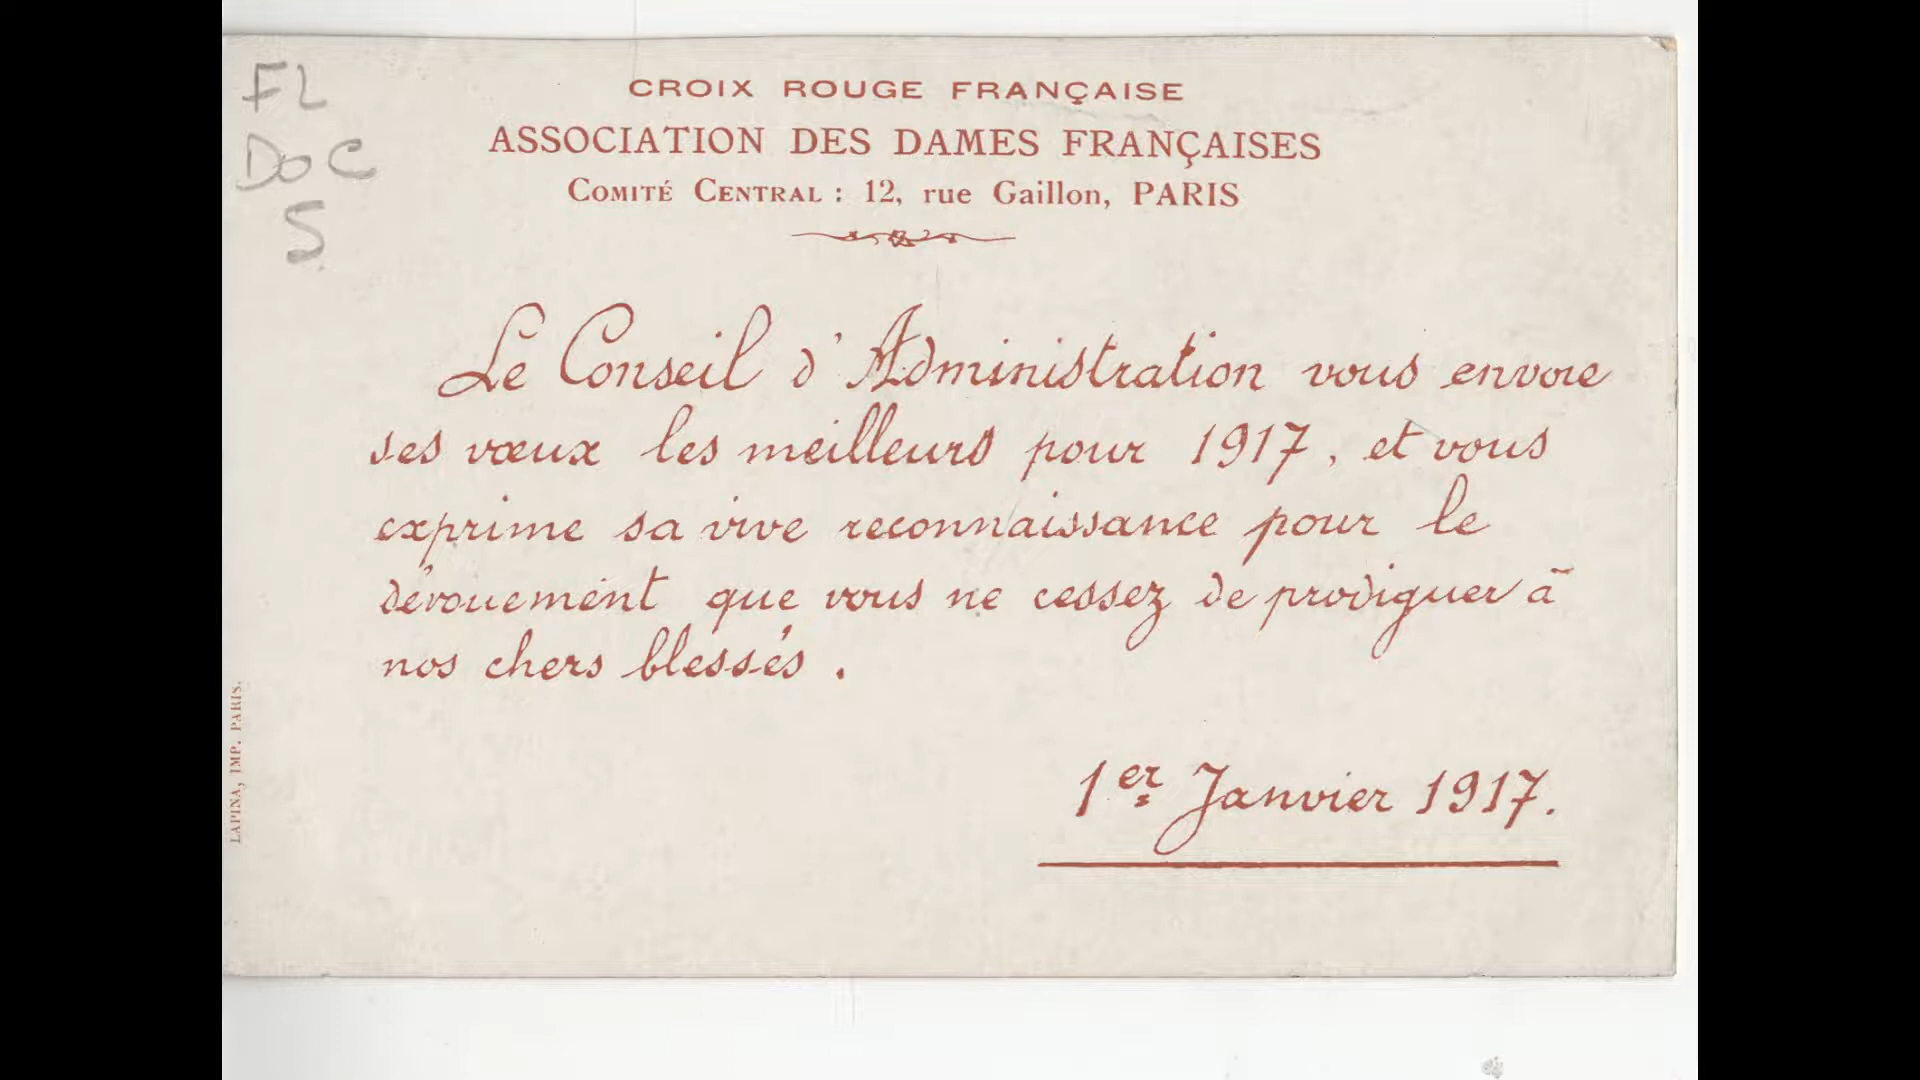 FL
DOC
S
CROIX ROUGE FRANÇAISE
ASSOCIATION DES DAMES FRANÇAISES
COMITÉ CENTRAL : 12, rue Gaillon, PARIS
Le Conseil d'Administration vous envoie
ses vœux les meilleurs pour 1917, et vous
exprime sa vive reconnaissance pour le
dévouement que vous ne cessez de prodiguer à
nos chers blessés.
1er Janvier 1917.
LAPINA, IMP. PARIS.